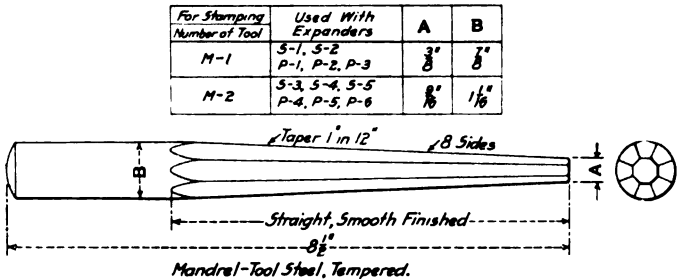 For Stamping Number of Tool Used With Expanders A B
M-1 S-1, S-2 P-1, P-2, P-3 3/8" 7/8"
M-2 S-3, S-4, S-5 P-4, P-5, P-6 9/16" 1 1/16"
Taper 1" in 12"
8 Sides
B
A
Straight, Smooth Finished
8 1/2"
Mandrel-Tool Steel, Tempered.